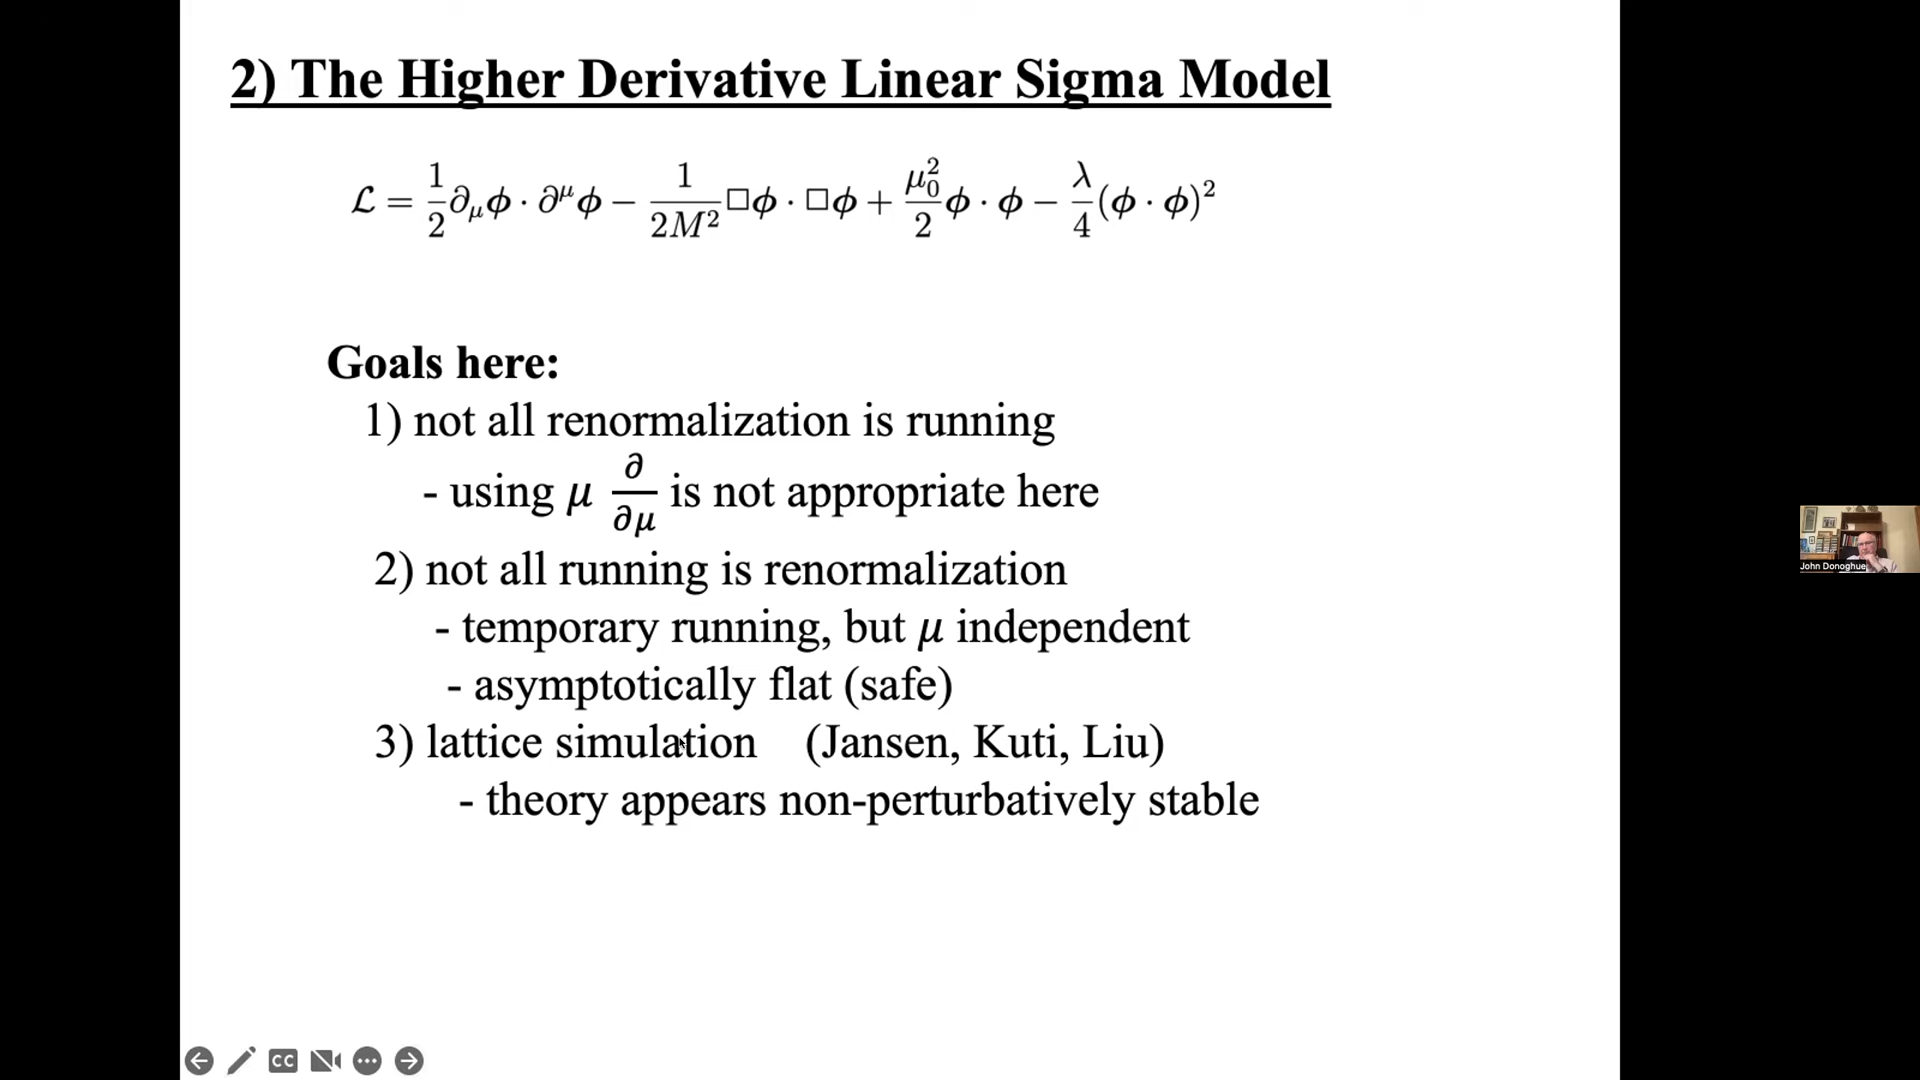 2) The Higher Derivative Linear Sigma Model
ℒ = 1/2 ∂_μϕ · ∂^μϕ − 1/(2M²) □ϕ · □ϕ + μ₀²/2 ϕ · ϕ − λ/4 (ϕ · ϕ)²
Goals here:
1) not all renormalization is running
- using μ ∂/∂μ is not appropriate here
2) not all running is renormalization
- temporary running, but μ independent
- asymptotically flat (safe)
3) lattice simulation (Jansen, Kuti, Liu)
- theory appears non-perturbatively stable
John Donoghue
CC